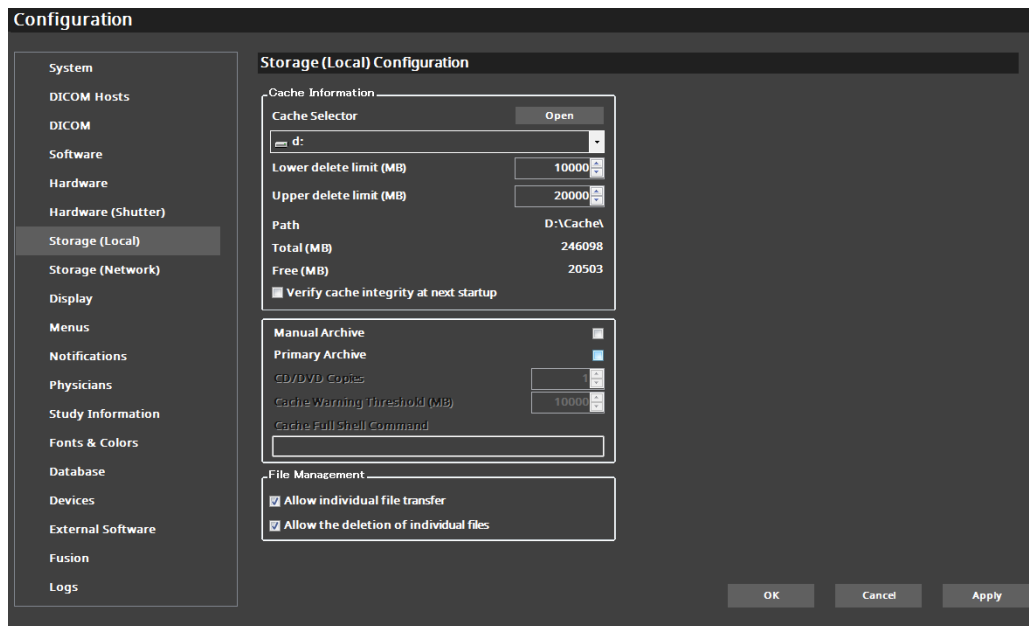 Configuration
System
DICOM Hosts
DICOM
Software
Hardware
Hardware (Shutter)
Storage (Local)
Storage (Network)
Display
Menus
Notifications
Physicians
Study Information
Fonts & Colors
Database
Devices
External Software
Fusion
Logs
Storage (Local) Configuration
Cache Information
Cache Selector Open
d:
Lower delete limit (MB) 10000
Upper delete limit (MB) 20000
Path D:\Cache\
Total (MB) 246098
Free (MB) 20503
Verify cache integrity at next startup
Manual Archive
Primary Archive
CD/DVD Copies 1
Cache Warning Threshold (MB) 10000
Cache Full Shell Command
File Management
Allow individual file transfer
Allow the deletion of individual files
OK Cancel Apply